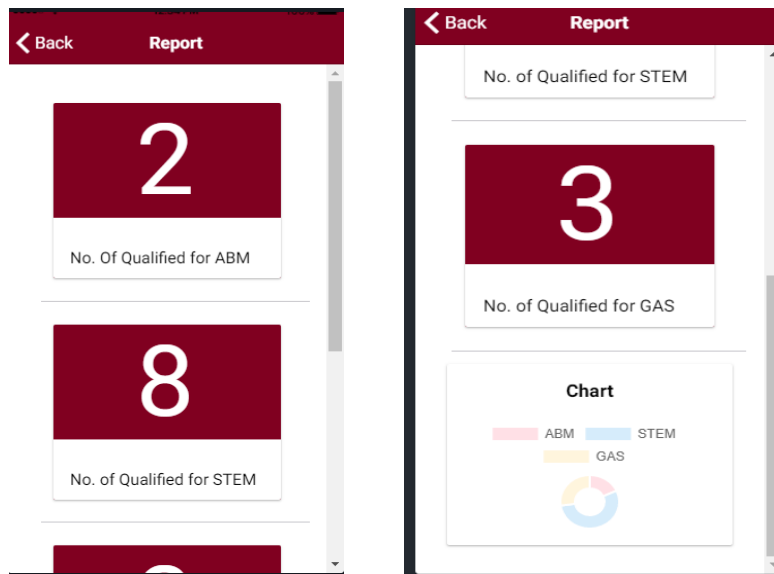 Back Report
2
No. Of Qualified for ABM
8
No. of Qualified for STEM
Back Report
No. of Qualified for STEM
3
No. of Qualified for GAS
Chart
ABM STEM
GAS